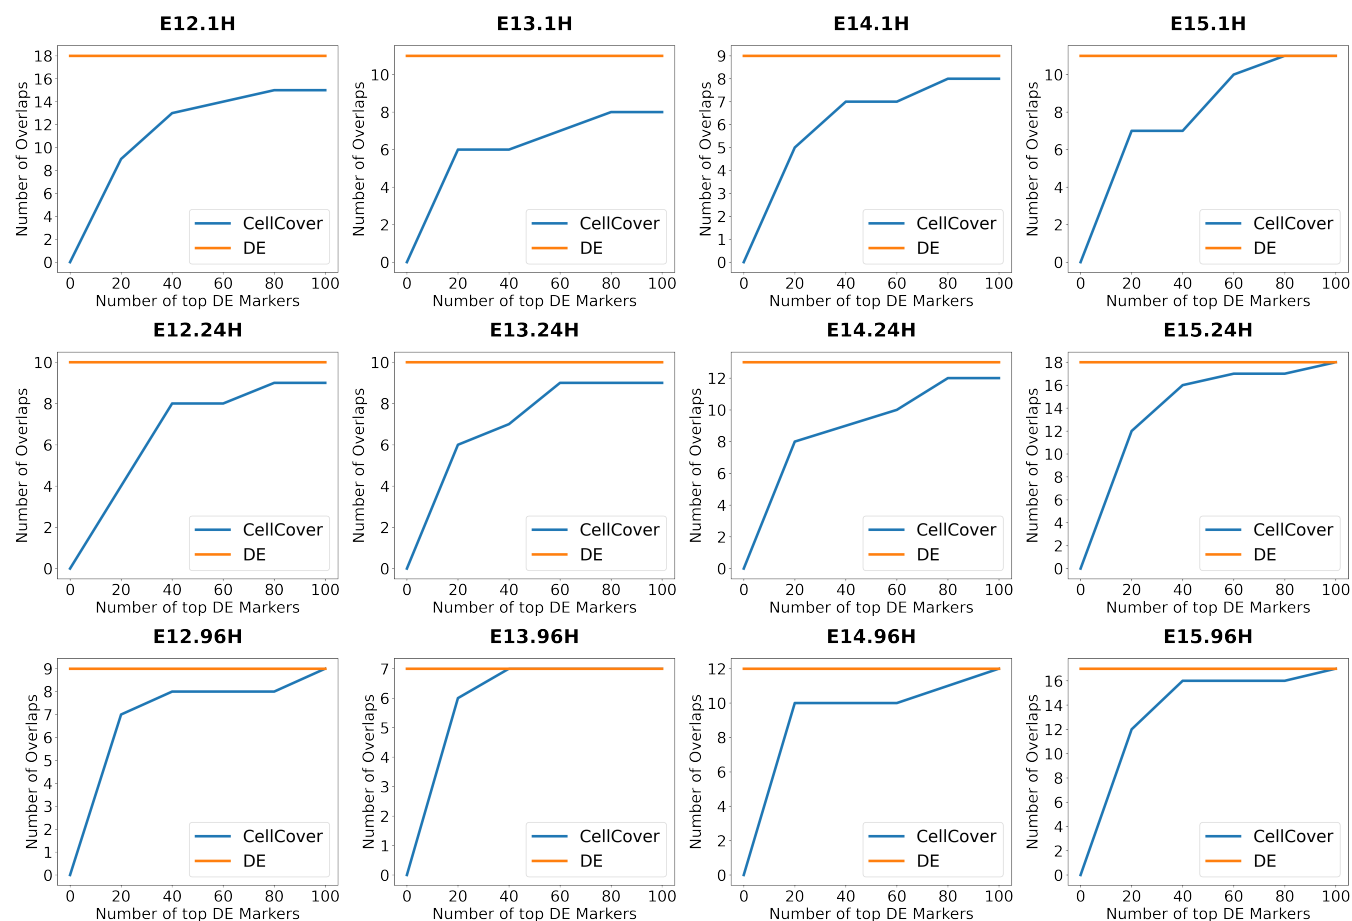 E12.1H E13.1H E14.1H E15.1H
Number of Overlaps Number of Overlaps Number of Overlaps Number of Overlaps
18 16 14 12 10 8 6 4 2 0
10 8 6 4 2 0
9 8 7 6 5 4 3 2 1 0
10 8 6 4 2 0
CellCover CellCover CellCover CellCover
DE DE DE DE
0 20 40 60 80 100 0 20 40 60 80 100 0 20 40 60 80 100 0 20 40 60 80 100
Number of top DE Markers Number of top DE Markers Number of top DE Markers Number of top DE Markers
E12.24H E13.24H E14.24H E15.24H
Number of Overlaps Number of Overlaps Number of Overlaps Number of Overlaps
10 8 6 4 2 0
10 8 6 4 2 0
12 10 8 6 4 2 0
18 16 14 12 10 8 6 4 2 0
CellCover CellCover CellCover CellCover
DE DE DE DE
0 20 40 60 80 100 0 20 40 60 80 100 0 20 40 60 80 100 0 20 40 60 80 100
Number of top DE Markers Number of top DE Markers Number of top DE Markers Number of top DE Markers
E12.96H E13.96H E14.96H E15.96H
Number of Overlaps Number of Overlaps Number of Overlaps Number of Overlaps
9 8 7 6 5 4 3 2 1 0
7 6 5 4 3 2 1 0
12 10 8 6 4 2 0
16 14 12 10 8 6 4 2 0
CellCover CellCover CellCover CellCover
DE DE DE DE
0 20 40 60 80 100 0 20 40 60 80 100 0 20 40 60 80 100 0 20 40 60 80 100
Number of top DE Markers Number of top DE Markers Number of top DE Markers Number of top DE Markers